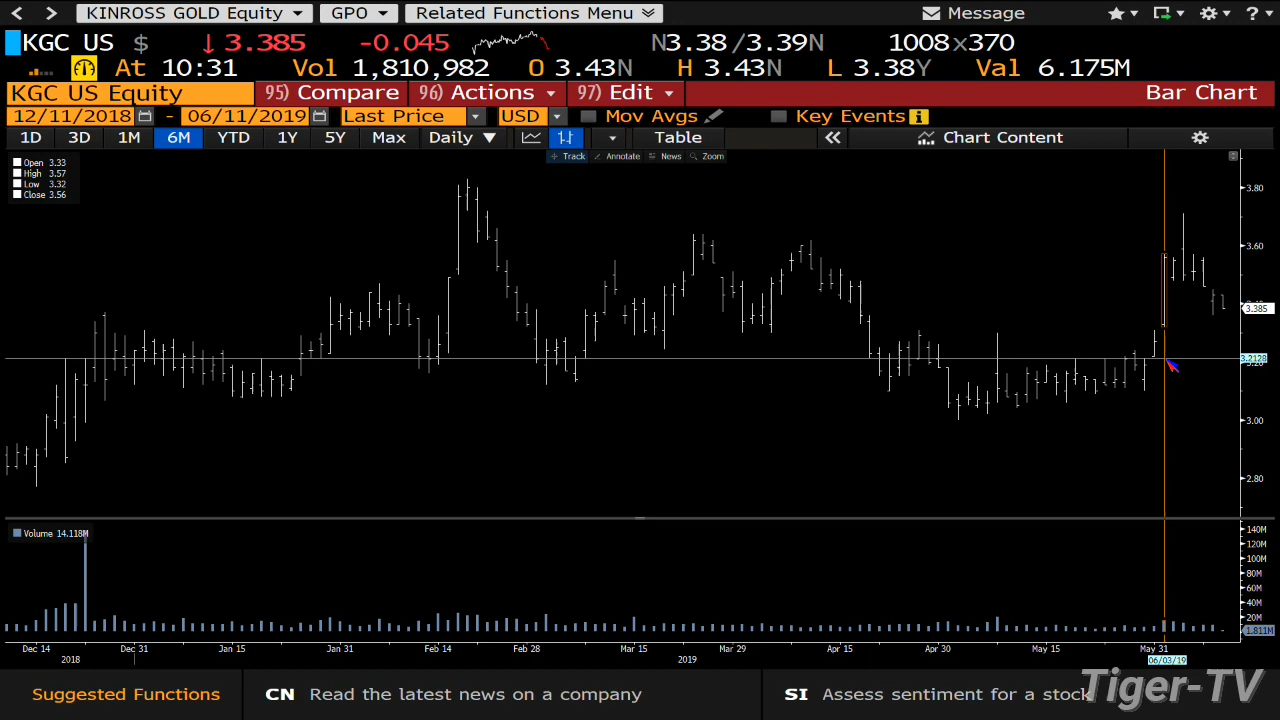 KINROSS GOLD Equity GPO Related Functions Menu Message ?
KGC US $ ↓ 3.385 -0.045 N3.38 / 3.39N 1008x370
At 10:31 Vol 1,810,982 O 3.43N H 3.43N L 3.38Y Val 6.175M
KGC US Equity 95) Compare 96) Actions 97) Edit Bar Chart
12/11/2018 - 06/11/2019 Last Price USD Mov Avgs Key Events
1D 3D 1M 6M YTD 1Y 5Y Max Daily ▼ Table « Chart Content
Track Annotate News Zoom
Open 3.33
High 3.57
Low 3.32
Close 3.56
3.80
3.60
3.385
3.2128
3.00
2.80
Volume 14.118M
140M
120M
100M
80M
60M
40M
20M
1.811M
Dec 14 Dec 31 Jan 15 Jan 31 Feb 14 Feb 28 Mar 15 Mar 29 Apr 15 Apr 30 May 15 May 31
2018 2019 06/03/19
Suggested Functions CN Read the latest news on a company SI Assess sentiment for a stock
Tiger-TV